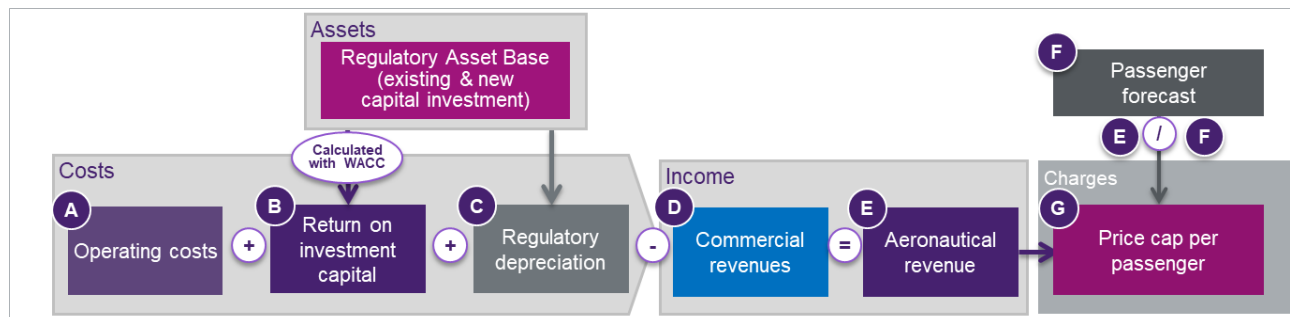 Assets
Regulatory Asset Base
(existing & new
capital investment)
F
Passenger
forecast
E / F
Calculated
with WACC
Costs
A
Operating costs
+
B
Return on
investment
capital
+
C
Regulatory
depreciation
-
Income
D
Commercial
revenues
=
E
Aeronautical
revenue
Charges
G
Price cap per
passenger